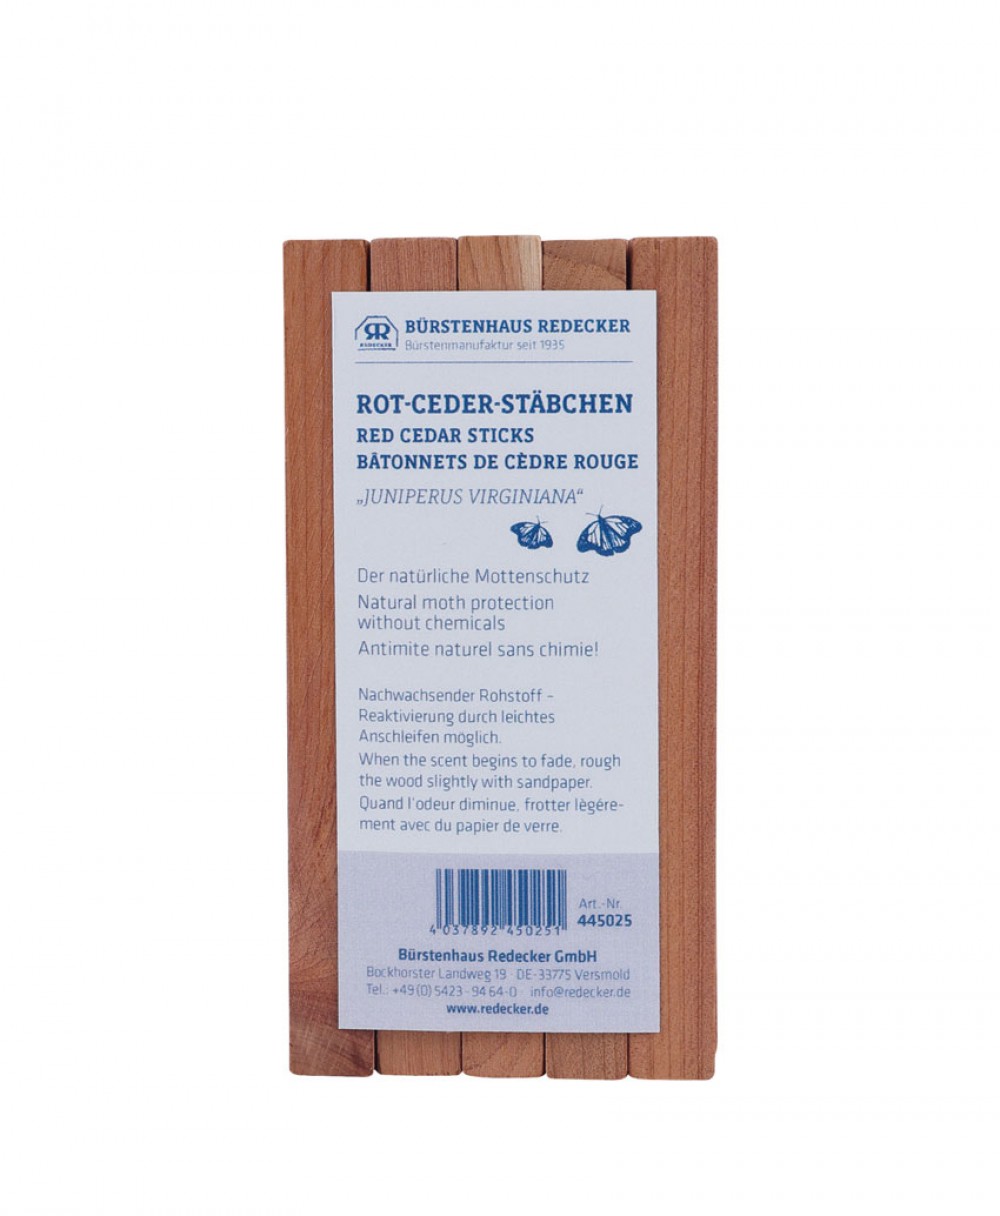 BÜRSTENHAUS REDECKER
REDECKER
Bürstenmanufaktur seit 1935
ROT-CEDER-STÄBCHEN
RED CEDAR STICKS
BÂTONNETS DE CÈDRE ROUGE
„JUNIPERUS VIRGINIANA“
Der natürliche Mottenschutz
Natural moth protection
without chemicals
Antimite naturel sans chimie!
Nachwachsender Rohstoff –
Reaktivierung durch leichtes
Anschleifen möglich.
When the scent begins to fade, rough
the wood slightly with sandpaper.
Quand l'odeur diminue, frotter lègére-
ment avec du papier de verre.
4 037892 450251
Art.-Nr.
445025
Bürstenhaus Redecker GmbH
Bockhorster Landweg 19 · DE-33775 Versmold
Tel.: +49 (0) 5423 - 94 64-0 · info@redecker.de
www.redecker.de